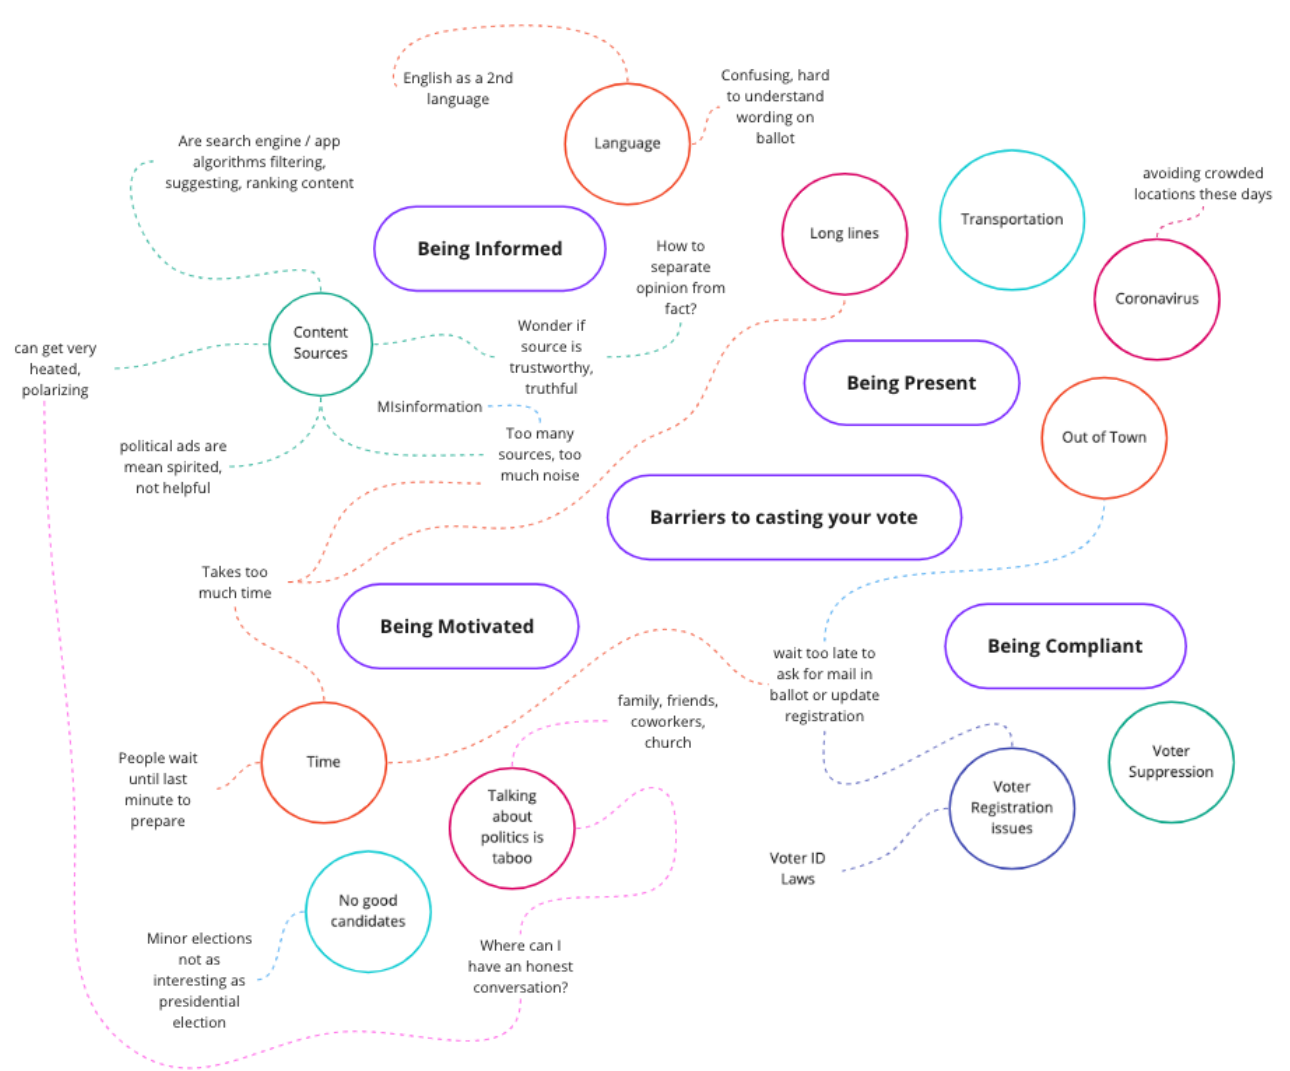 English as a 2nd
language
Language
Confusing, hard
to understand
wording on
ballot
Are search engine / app
algorithms filtering,
suggesting, ranking content
Being Informed
How to
separate
opinion from
fact?
Long lines
Transportation
avoiding crowded
locations these days
Coronavirus
Content
Sources
Wonder if
source is
trustworthy,
truthful
can get very
heated,
polarizing
MIsinformation
Too many
sources, too
much noise
political ads are
mean spirited,
not helpful
Being Present
Out of Town
Barriers to casting your vote
Takes too
much time
Being Motivated
Being Compliant
wait too late to
ask for mail in
ballot or update
registration
family, friends,
coworkers,
church
People wait
until last
minute to
prepare
Time
Talking
about
politics is
taboo
Voter
Registration
issues
Voter
Suppression
Voter ID
Laws
No good
candidates
Minor elections
not as
interesting as
presidential
election
Where can I
have an honest
conversation?